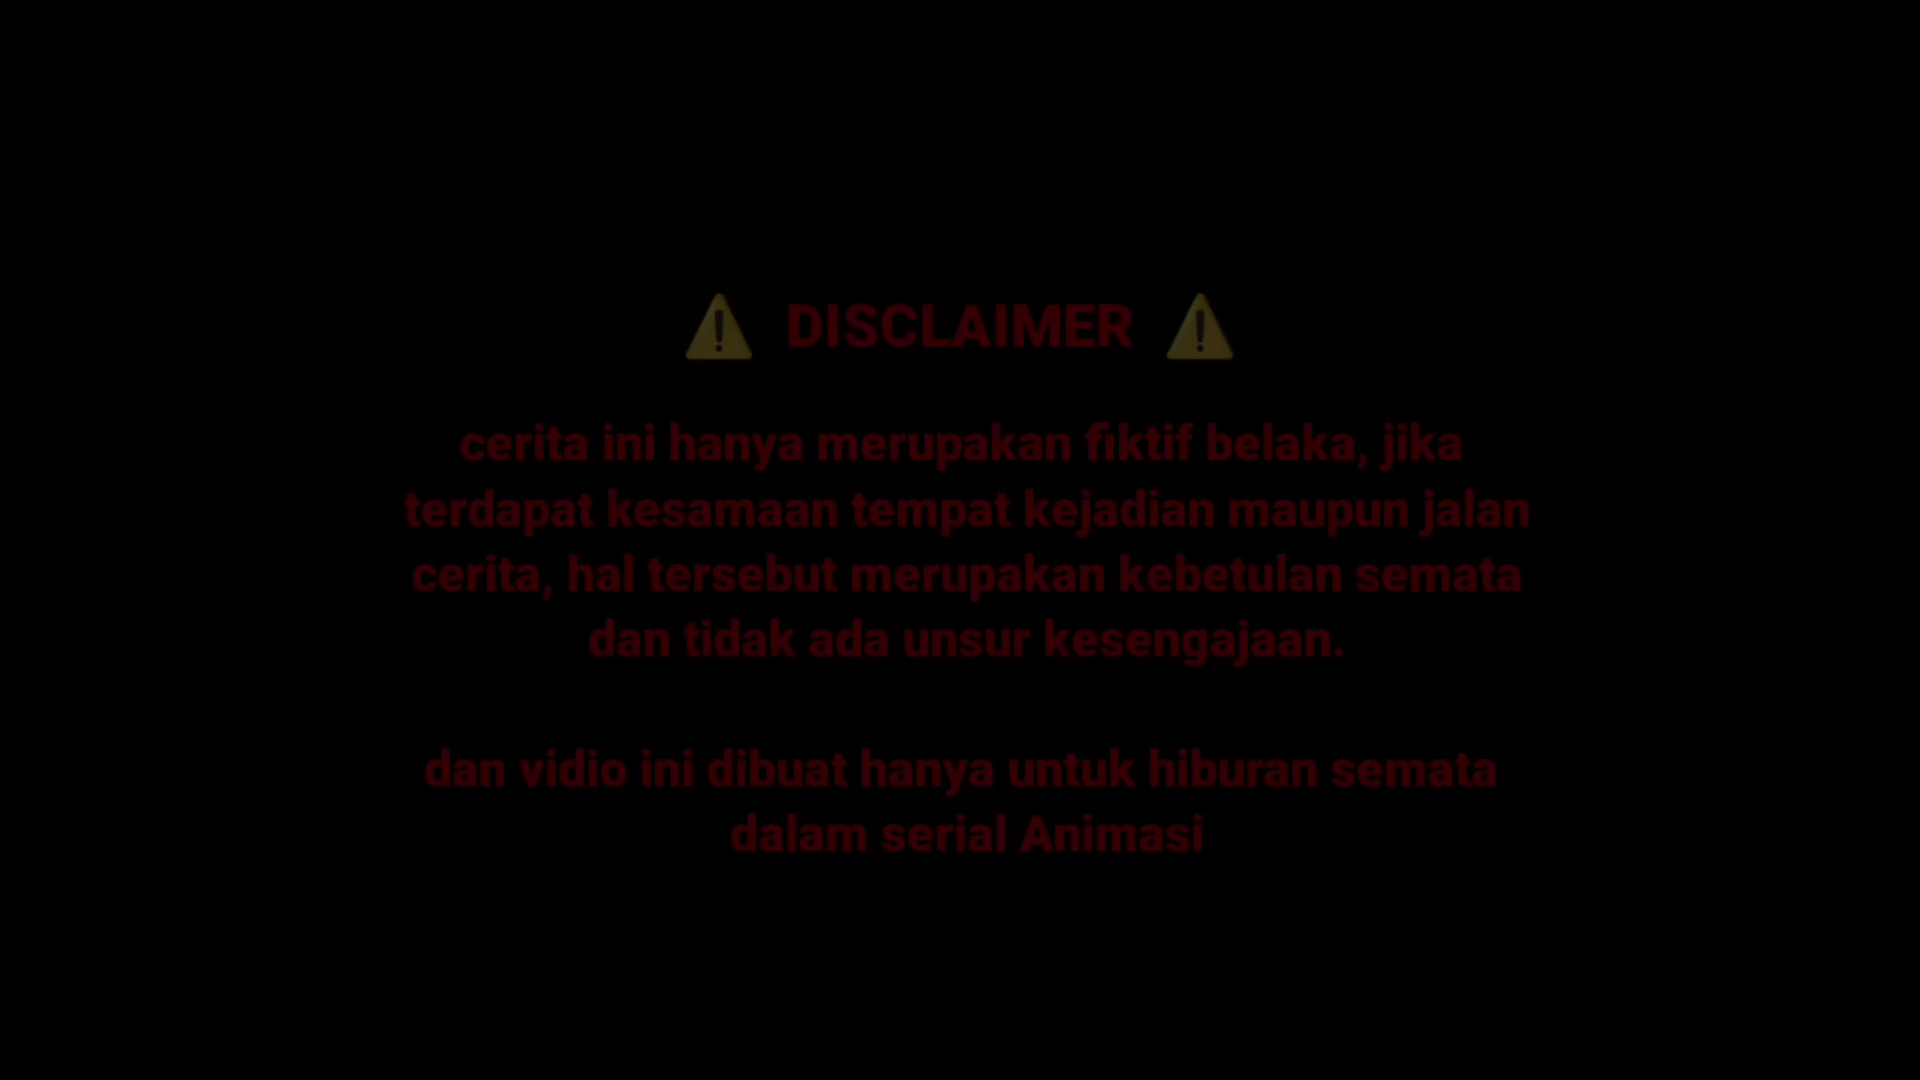 ⚠️ DISCLAIMER ⚠️
cerita ini hanya merupakan fiktif belaka, jika
terdapat kesamaan tempat kejadian maupun jalan
cerita, hal tersebut merupakan kebetulan semata
dan tidak ada unsur kesengajaan.
dan vidio ini dibuat hanya untuk hiburan semata
dalam serial Animasi